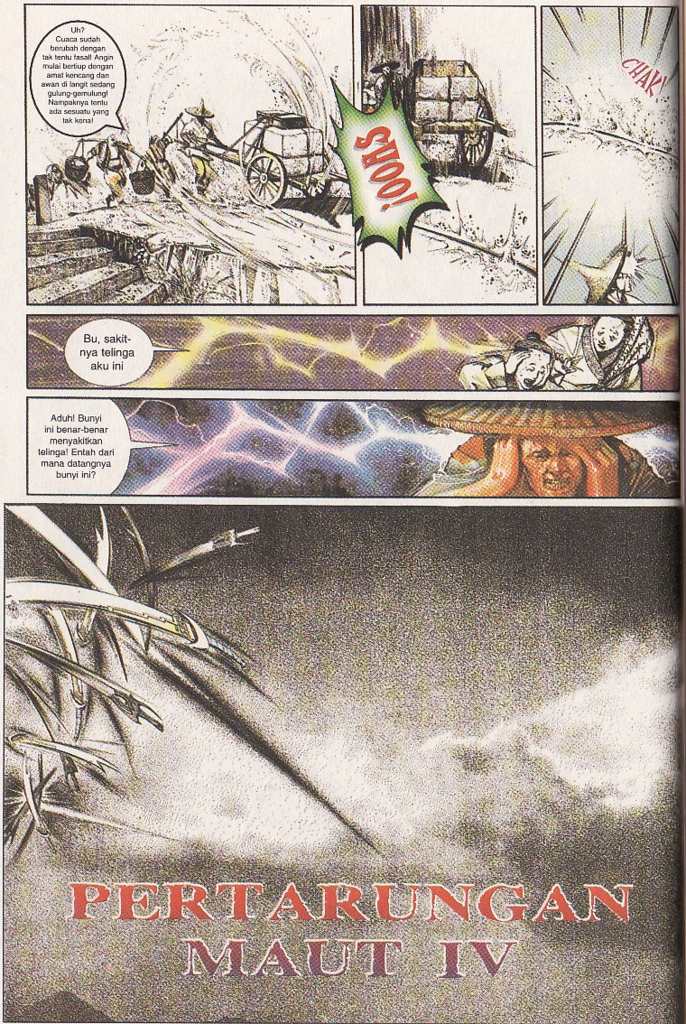 Uh?
Cuaca sudah
berubah dengan
tak tentu fasal! Angin
mulai bertiup dengan
amat kencang dan
awan di langit sedang
gulung-gemulung!
Nampaknya tentu
ada sesuatu yang
tak kena!
SHOO!
CHAK!
Bu, sakit-
nya telinga
aku ini
Aduh! Bunyi
ini benar-benar
menyakitkan
telinga! Entah dari
mana datangnya
bunyi ini?
PERTARUNGAN
MAUT IV